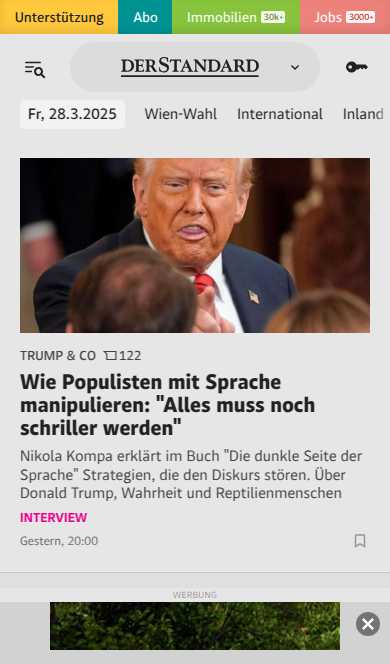 Unterstützung Abo Immobilien 30k+ Jobs 3000+
DERSTANDARD
Fr, 28.3.2025 Wien-Wahl International Inland
TRUMP & CO 122
Wie Populisten mit Sprache
manipulieren: "Alles muss noch
schriller werden"
Nikola Kompa erklärt im Buch "Die dunkle Seite der
Sprache" Strategien, die den Diskurs stören. Über
Donald Trump, Wahrheit und Reptilienmenschen
INTERVIEW
Gestern, 20:00
WERBUNG